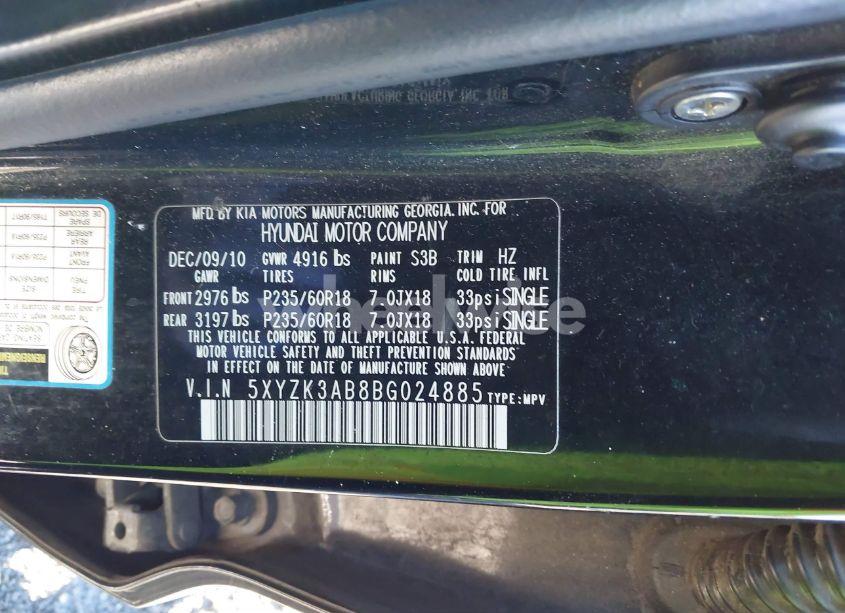 MFD. BY KIA MOTORS MANUFACTURING GEORGIA. INC. FOR
HYUNDAI MOTOR COMPANY
DEC/09/10 GVWR 4916 lbs PAINT S3B TRIM HZ
GAWR TIRES RIMS COLD TIRE INFL
FRONT 2976 lbs P235/60R18 7.0JX18 33psi SINGLE
REAR 3197 lbs P235/60R18 7.0JX18 33psi SINGLE
THIS VEHICLE CONFORMS TO ALL APPLICABLE U.S.A. FEDERAL
MOTOR VEHICLE SAFETY AND THEFT PREVENTION STANDARDS
IN EFFECT ON THE DATE OF MANUFACTURE SHOWN ABOVE
V.I.N 5XYZK3AB8BG024885 TYPE:MPV